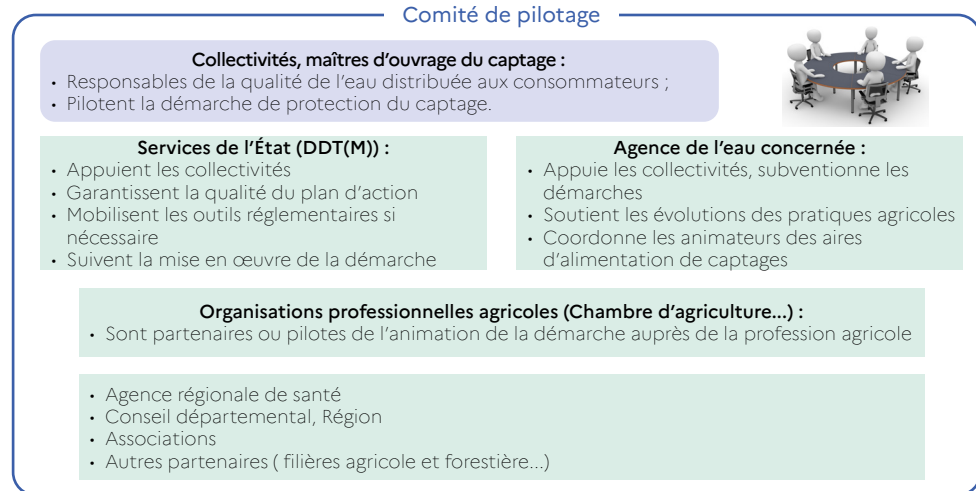 Comité de pilotage
Collectivités, maîtres d'ouvrage du captage :
• Responsables de la qualité de l'eau distribuée aux consommateurs ;
• Pilotent la démarche de protection du captage.
Services de l'État (DDT(M)) :
• Appuient les collectivités
• Garantissent la qualité du plan d'action
• Mobilisent les outils réglementaires si
nécessaire
• Suivent la mise en œuvre de la démarche
Agence de l'eau concernée :
• Appuie les collectivités, subventionne les
démarches
• Soutient les évolutions des pratiques agricoles
• Coordonne les animateurs des aires
d'alimentation de captages
Organisations professionnelles agricoles (Chambre d'agriculture...) :
• Sont partenaires ou pilotes de l'animation de la démarche auprès de la profession agricole
• Agence régionale de santé
• Conseil départemental, Région
• Associations
• Autres partenaires ( filières agricole et forestière...)